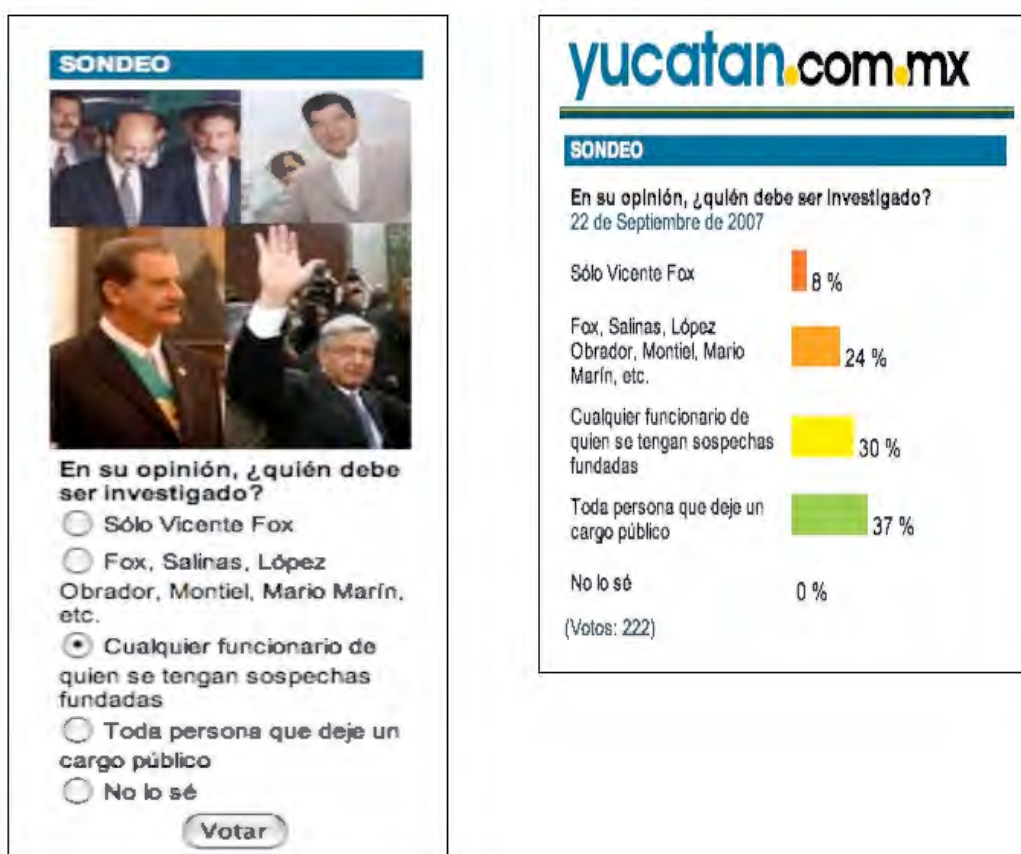 SONDEO
En su opinión, ¿quién debe
ser investigado?
Sólo Vicente Fox
Fox, Salinas, López
Obrador, Montiel, Mario Marín,
etc.
Cualquier funcionario de
quien se tengan sospechas
fundadas
Toda persona que deje un
cargo público
No lo sé
Votar
yucatan.com.mx
SONDEO
En su opinión, ¿quién debe ser investigado?
22 de Septiembre de 2007
Sólo Vicente Fox
8 %
Fox, Salinas, López
Obrador, Montiel, Mario
Marín, etc.
24 %
Cualquier funcionario de
quien se tengan sospechas
fundadas
30 %
Toda persona que deje un
cargo público
37 %
No lo sé
0 %
(Votos: 222)